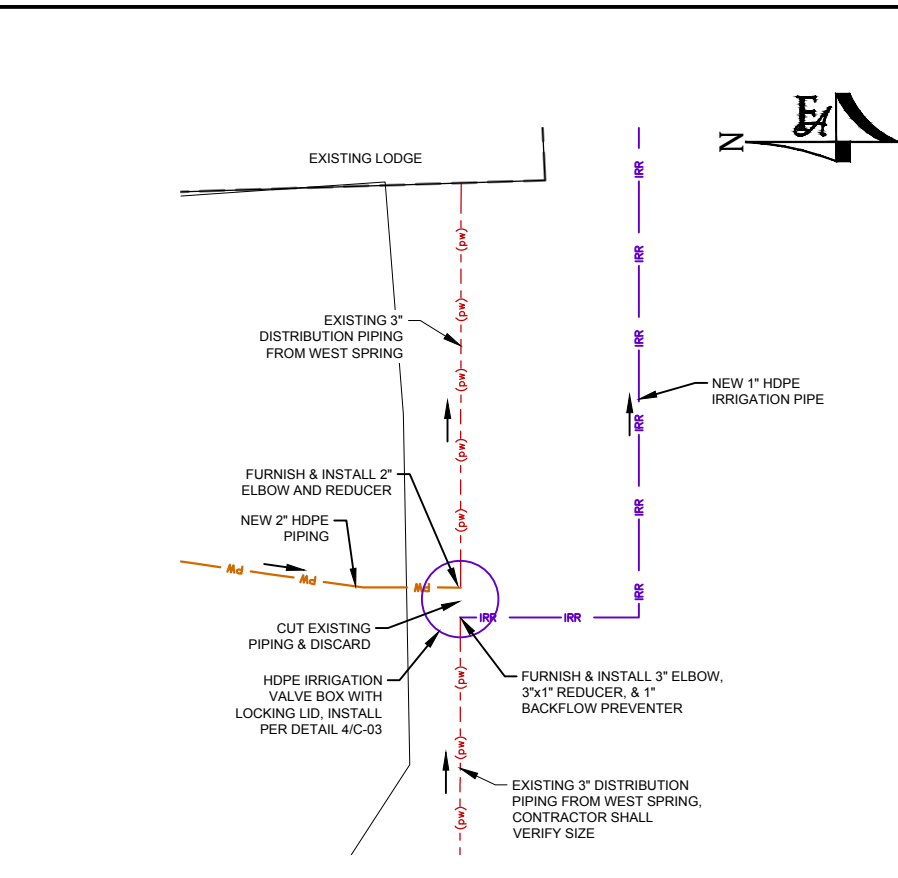 N
EXISTING LODGE
IRR
IRR
IRR
IRR
IRR
IRR
IRR
IRR
IRR
(pw)
(pw)
(pw)
(pw)
(pw)
(pw)
(pw)
(pw)
EXISTING 3"
DISTRIBUTION PIPING
FROM WEST SPRING
NEW 1" HDPE
IRRIGATION PIPE
FURNISH & INSTALL 2"
ELBOW AND REDUCER
NEW 2" HDPE
PIPING
PW
PW
PW
CUT EXISTING
PIPING & DISCARD
HDPE IRRIGATION
VALVE BOX WITH
LOCKING LID, INSTALL
PER DETAIL 4/C-03
FURNISH & INSTALL 3" ELBOW,
3"x1" REDUCER, & 1"
BACKFLOW PREVENTER
EXISTING 3" DISTRIBUTION
PIPING FROM WEST SPRING,
CONTRACTOR SHALL
VERIFY SIZE